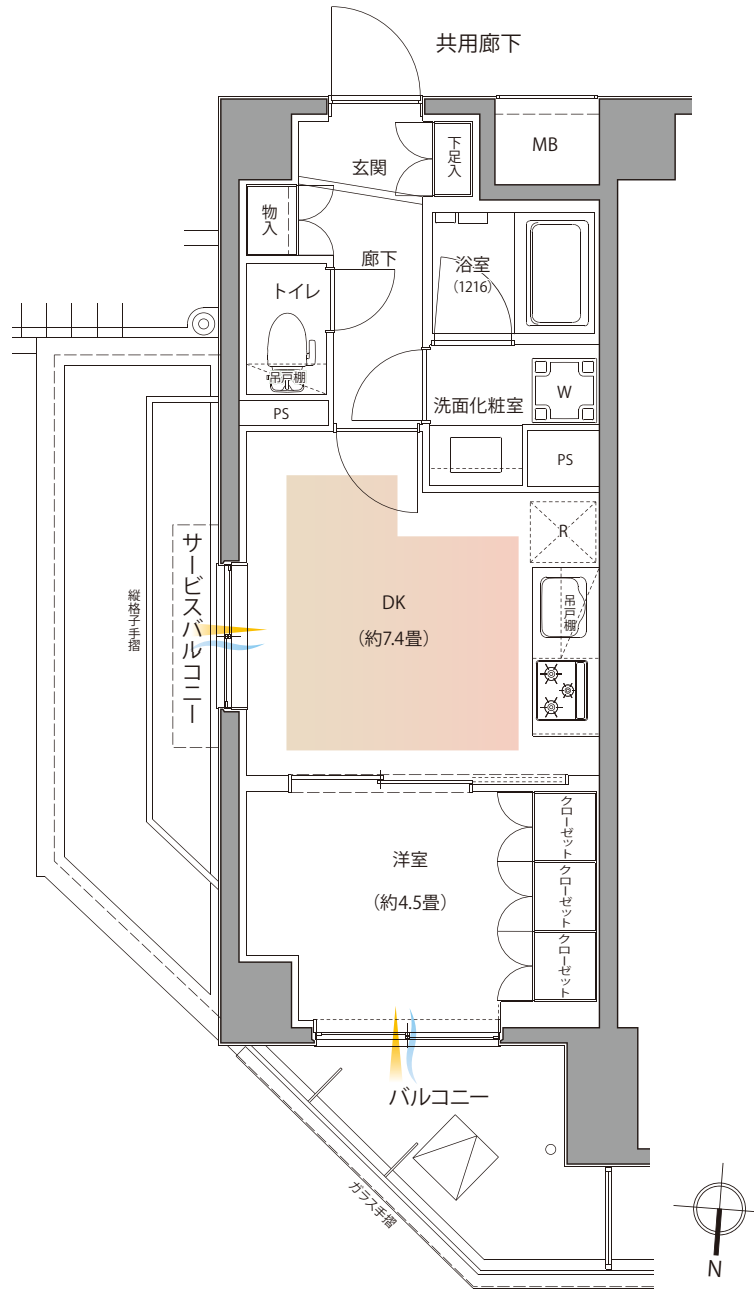 共用廊下
MB
下足入
玄関
物入
廊下
浴室
（1216）
トイレ
吊戸棚
W
洗面化粧室
PS
PS
R
サービスバルコニー
縦格子手摺
DK
（約7.4畳）
吊戸棚
洋室
（約4.5畳）
クローゼット
クローゼット
クローゼット
バルコニー
ガラス手摺
N